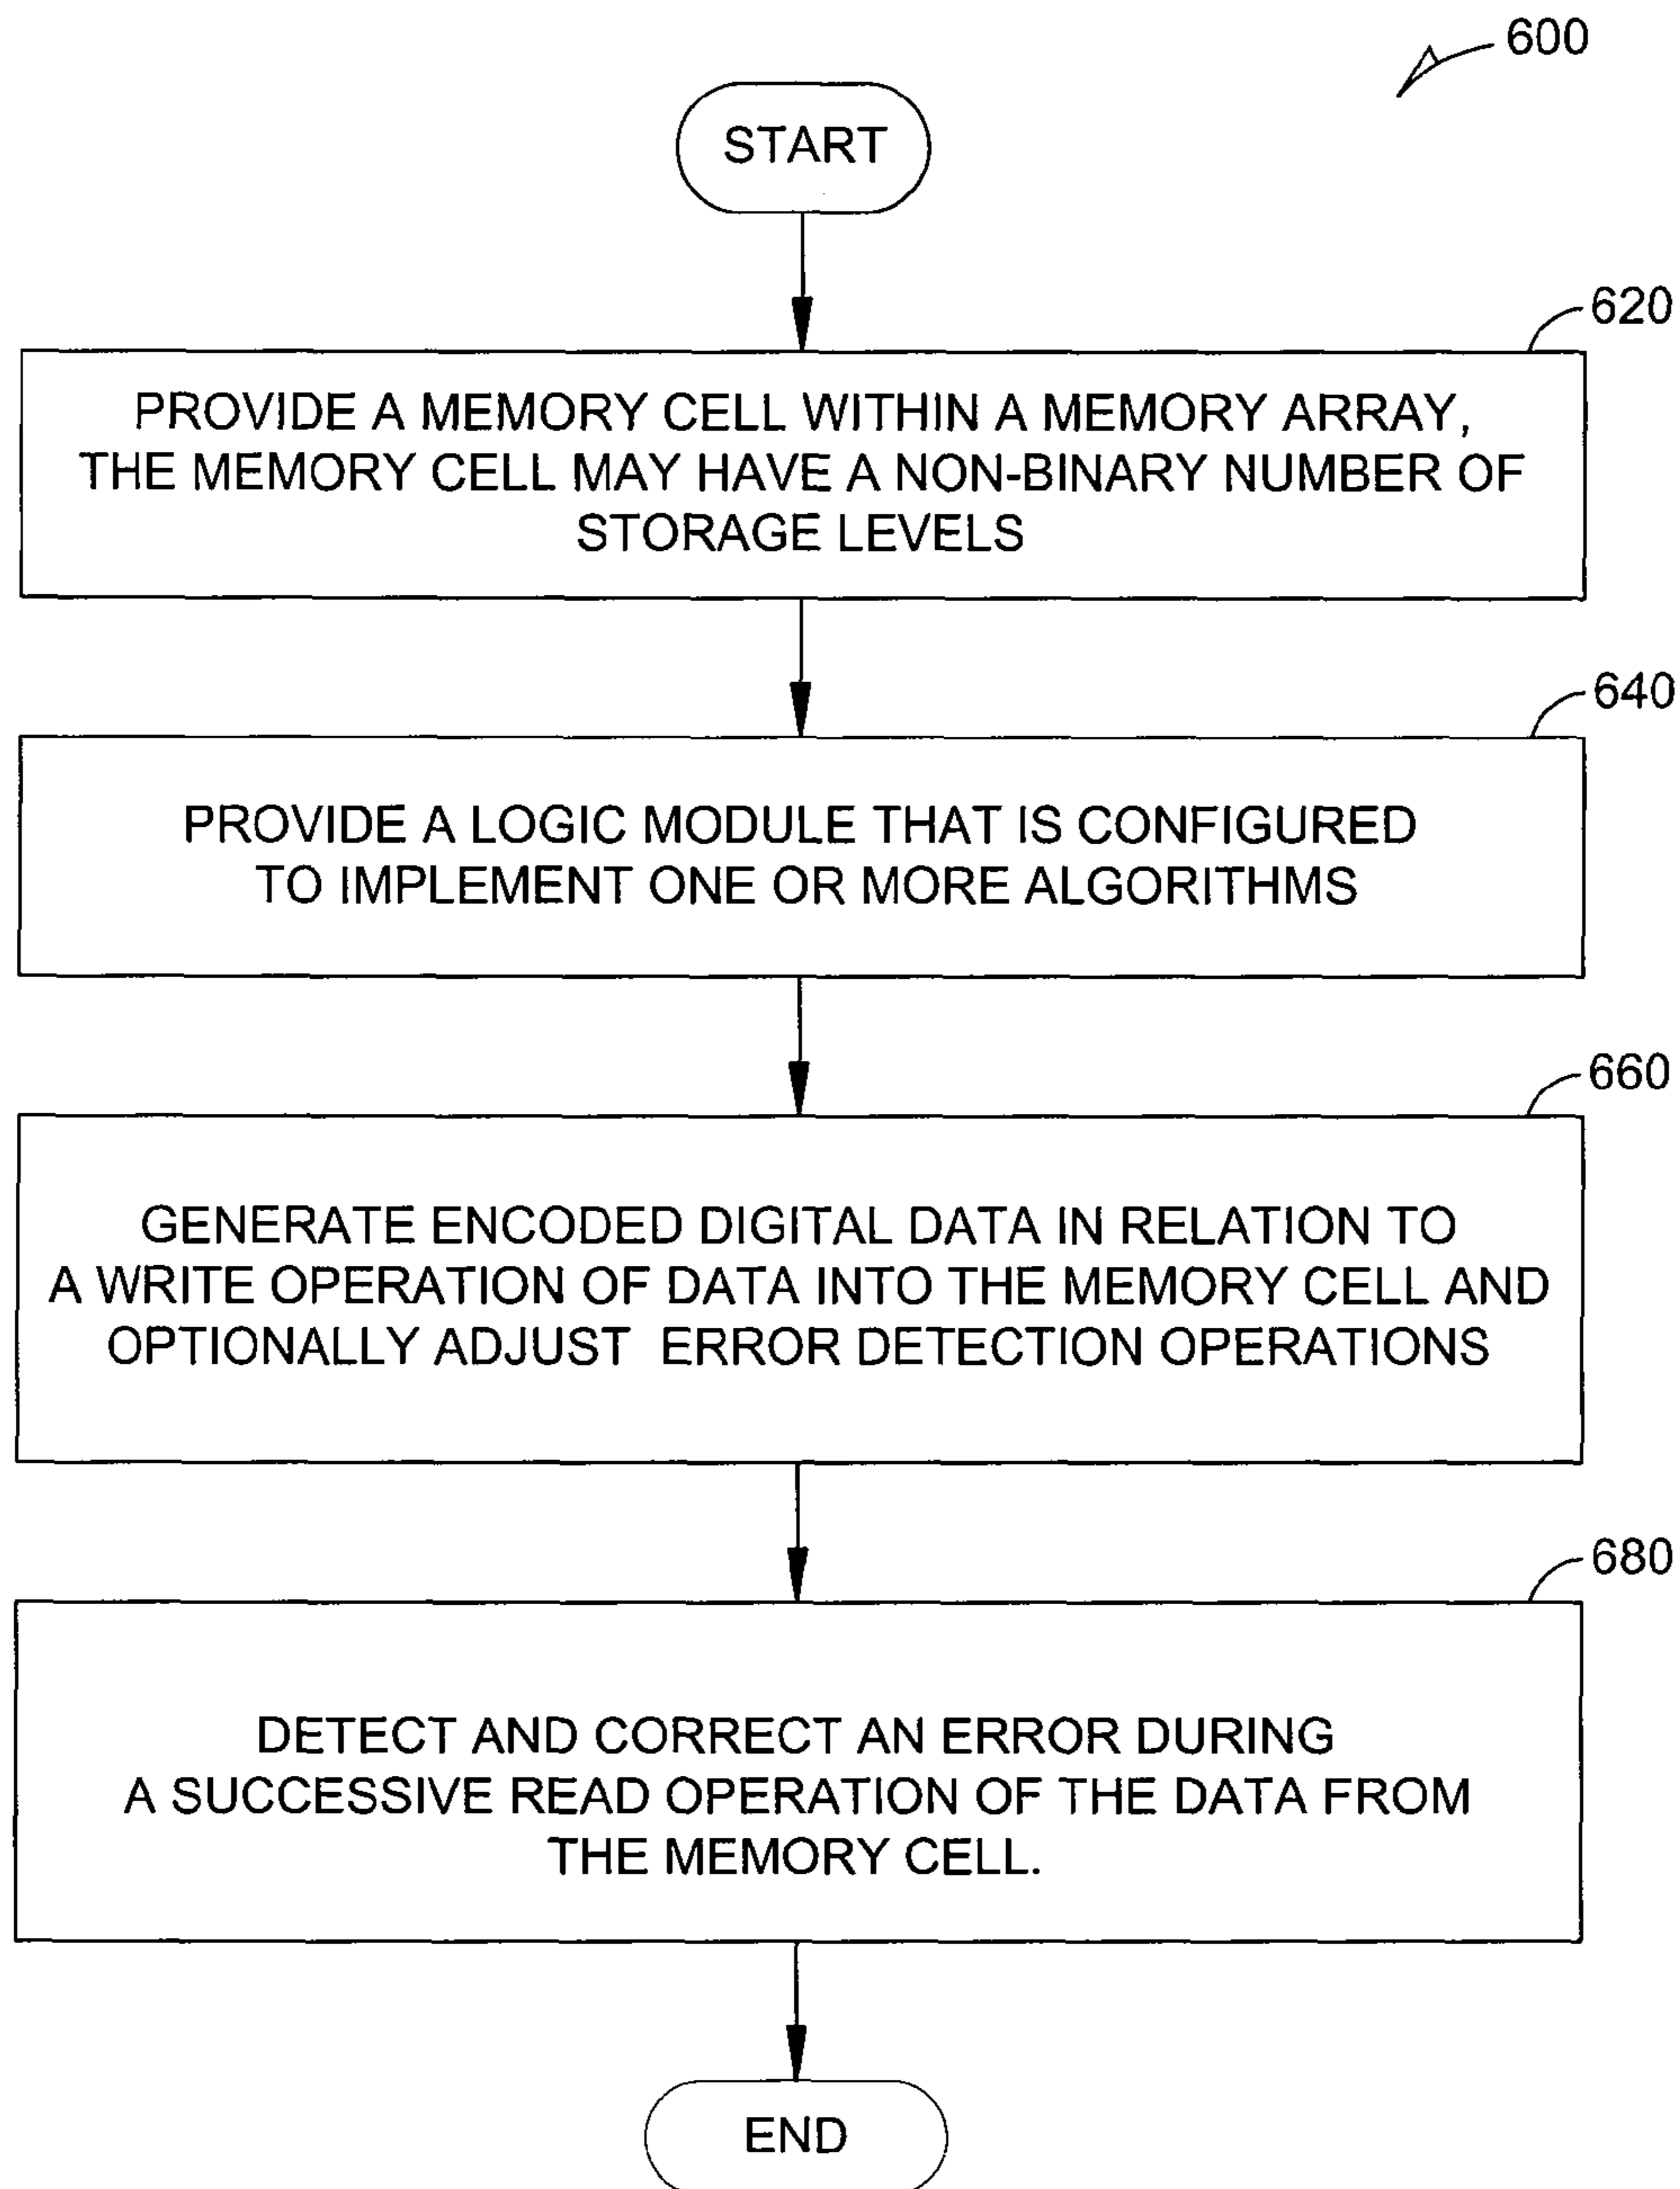 600
START
620
PROVIDE A MEMORY CELL WITHIN A MEMORY ARRAY,
THE MEMORY CELL MAY HAVE A NON-BINARY NUMBER OF
STORAGE LEVELS
640
PROVIDE A LOGIC MODULE THAT IS CONFIGURED
TO IMPLEMENT ONE OR MORE ALGORITHMS
660
GENERATE ENCODED DIGITAL DATA IN RELATION TO
A WRITE OPERATION OF DATA INTO THE MEMORY CELL AND
OPTIONALLY ADJUST ERROR DETECTION OPERATIONS
680
DETECT AND CORRECT AN ERROR DURING
A SUCCESSIVE READ OPERATION OF THE DATA FROM
THE MEMORY CELL.
END